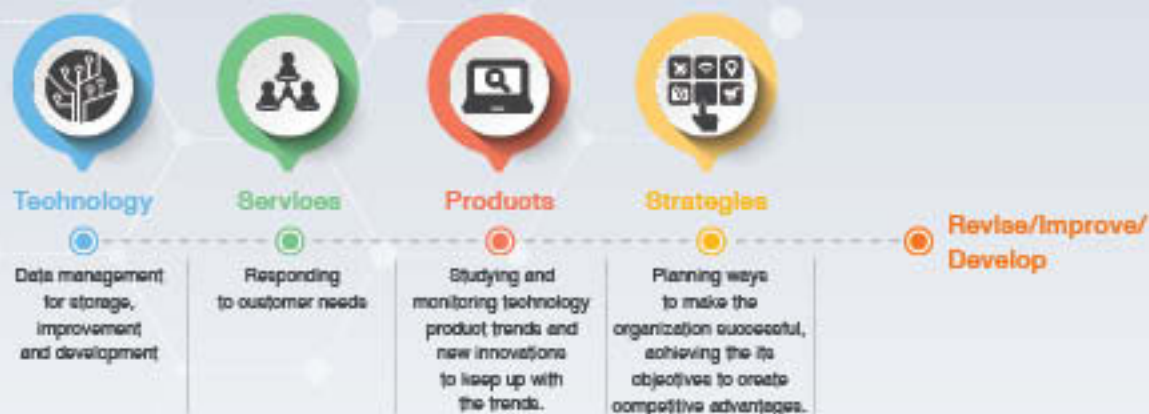 Technology
Data management
for storage,
improvement
and development
Services
Responding
to customer needs
Products
Studying and
monitoring technology
product trends and
new innovations
to keep up with
the trends.
Strategies
Planning ways
to make the
organization successful,
achieving the its
objectives to create
competitive advantages.
Revise/Improve/
Develop